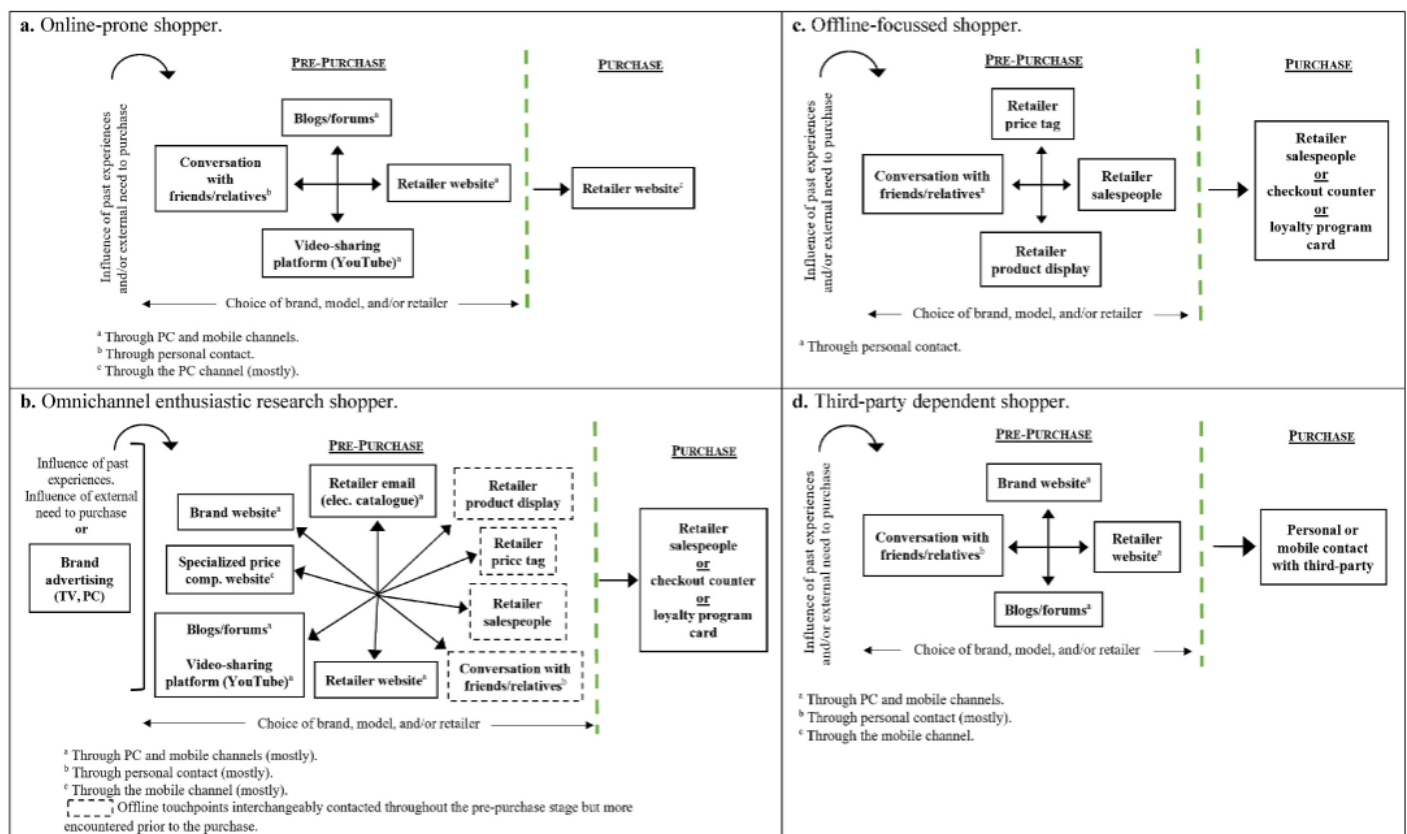 a. Online-prone shopper.
PRE-PURCHASE
PURCHASE
Influence of past experiences
and/or external need to purchase
Blogs/forumsᵃ
Conversation
with
friends/relativesᵇ
Retailer websiteᵃ
Retailer websiteᶜ
Video-sharing
platform (YouTube)ᵃ
Choice of brand, model, and/or retailer
ᵃ Through PC and mobile channels.
ᵇ Through personal contact.
ᶜ Through the PC channel (mostly).
c. Offline-focussed shopper.
PRE-PURCHASE
PURCHASE
Influence of past experiences
and/or external need to purchase
Retailer
price tag
Conversation with
friends/relativesᵃ
Retailer
salespeople
Retailer
product display
Retailer
salespeople
or
checkout counter
or
loyalty program
card
Choice of brand, model, and/or retailer
ᵃ Through personal contact.
b. Omnichannel enthusiastic research shopper.
PRE-PURCHASE
PURCHASE
Influence of past
experiences.
Influence of external
need to purchase
or
Brand
advertising
(TV, PC)
Brand websiteᵃ
Retailer email
(elec. catalogue)ᵃ
Retailer
product display
Specialized price
comp. websiteᶜ
Retailer
price tag
Retailer
salespeople
Blogs/forumsᵃ
Video-sharing
platform (YouTube)ᵃ
Retailer websiteᵃ
Conversation with
friends/relativesᵇ
Retailer
salespeople
or
checkout counter
or
loyalty program
card
Choice of brand, model, and/or retailer
ᵃ Through PC and mobile channels (mostly).
ᵇ Through personal contact (mostly).
ᶜ Through the mobile channel (mostly).
Offline touchpoints interchangeably contacted throughout the pre-purchase stage but more
encountered prior to the purchase.
d. Third-party dependent shopper.
PRE-PURCHASE
PURCHASE
Influence of past experiences
and/or external need to purchase
Brand websiteᵃ
Conversation with
friends/relativesᵇ
Retailer
websiteᵃ
Blogs/forumsᵃ
Personal or
mobile contact
with third-party
Choice of brand, model, and/or retailer
ᵃ Through PC and mobile channels.
ᵇ Through personal contact (mostly).
ᶜ Through the mobile channel.